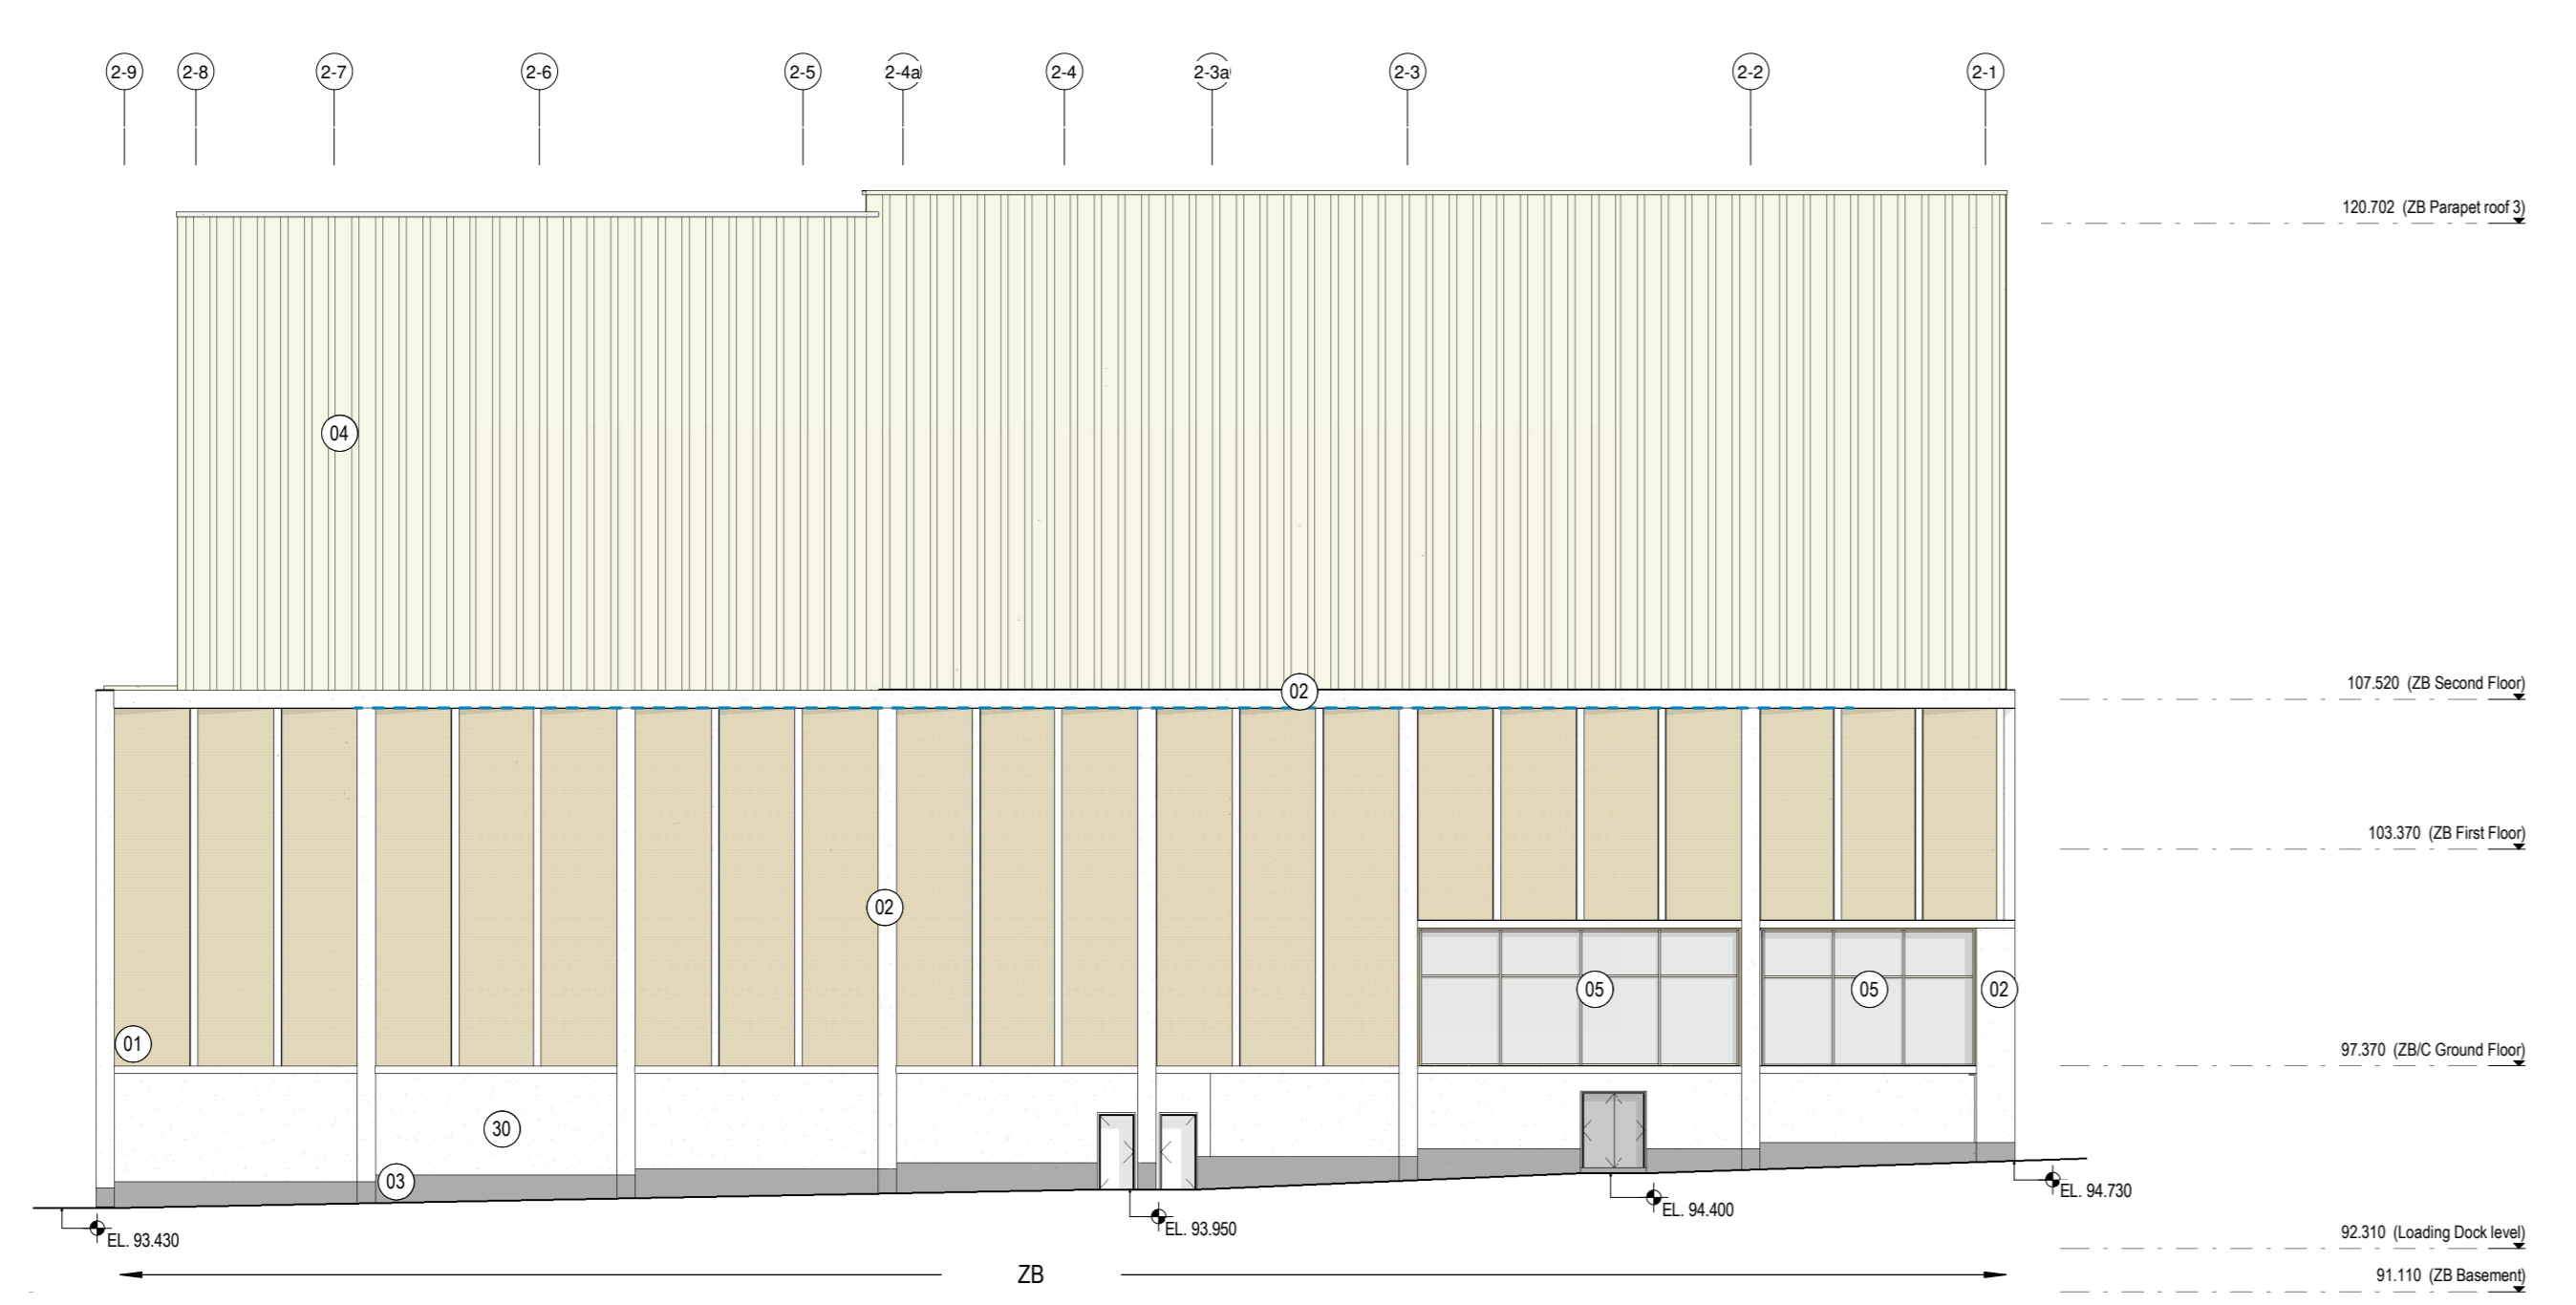 2-9 2-8 2-7 2-6 2-5 2-4a 2-4 2-3a 2-3 2-2 2-1
120.702 (ZB Parapet roof 3)
04
107.520 (ZB Second Floor)
02
103.370 (ZB First Floor)
02
05 05 02
01
97.370 (ZB/C Ground Floor)
30
03
EL. 94.730
EL. 94.400
EL. 93.950
EL. 93.430
92.310 (Loading Dock level)
ZB
91.110 (ZB Basement)